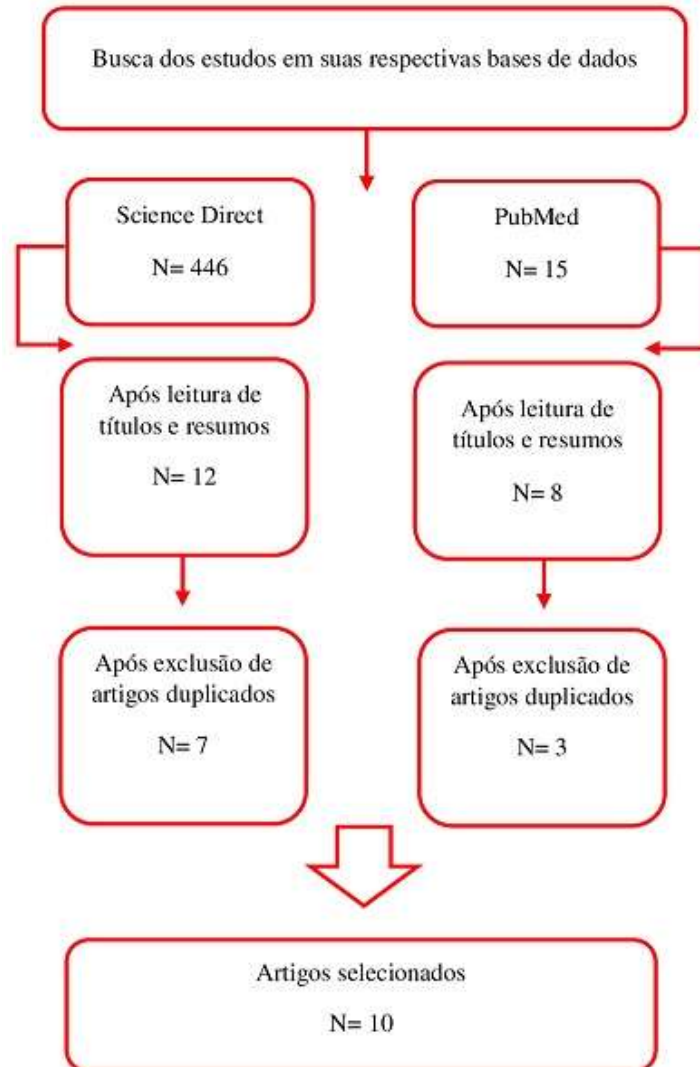 Busca dos estudos em suas respectivas bases de dados
Science Direct
N= 446
PubMed
N= 15
Após leitura de
títulos e resumos
N= 12
Após leitura de
títulos e resumos
N= 8
Após exclusão de
artigos duplicados
N= 7
Após exclusão de
artigos duplicados
N= 3
Artigos selecionados
N= 10